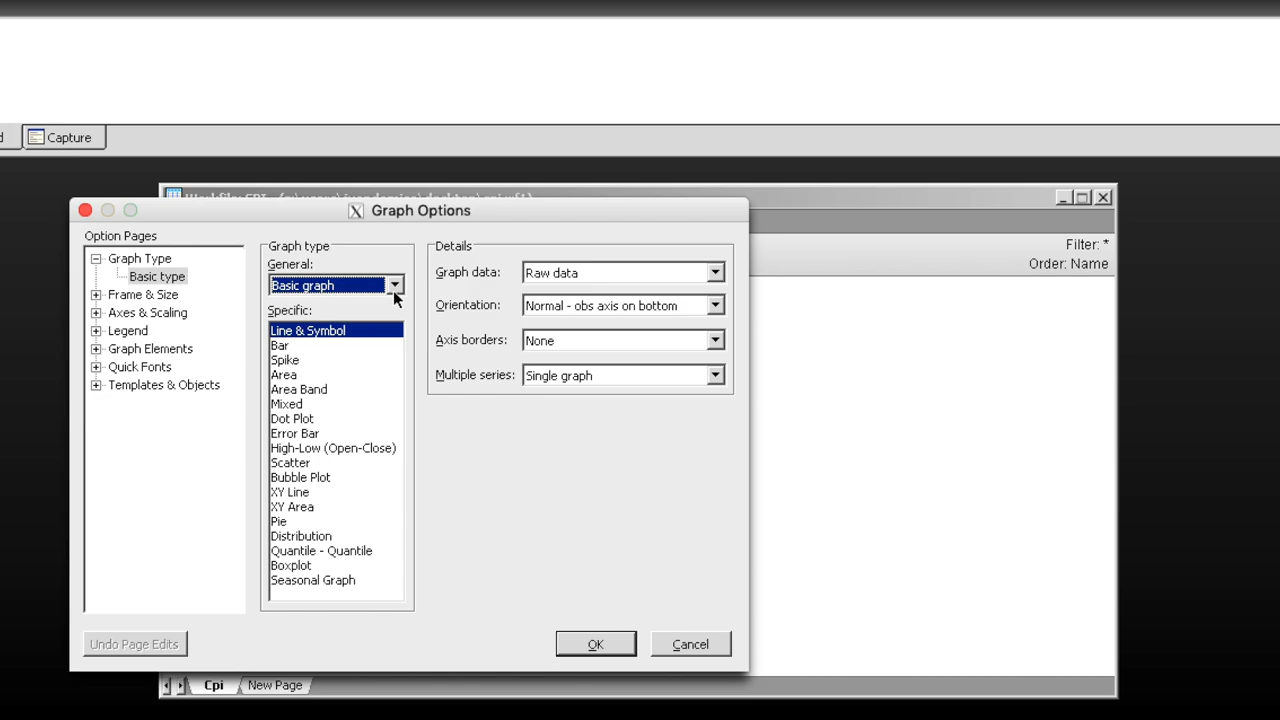 Capture
Graph Options
Filter: *
Order: Name
Option Pages
Graph Type
Basic type
Frame & Size
Axes & Scaling
Legend
Graph Elements
Quick Fonts
Templates & Objects
Graph type
General:
Basic graph
Specific:
Line & Symbol
Bar
Spike
Area
Area Band
Mixed
Dot Plot
Error Bar
High-Low (Open-Close)
Scatter
Bubble Plot
XY Line
XY Area
Pie
Distribution
Quantile - Quantile
Boxplot
Seasonal Graph
Details
Graph data: Raw data
Orientation: Normal - obs axis on bottom
Axis borders: None
Multiple series: Single graph
Undo Page Edits
OK
Cancel
Cpi
New Page